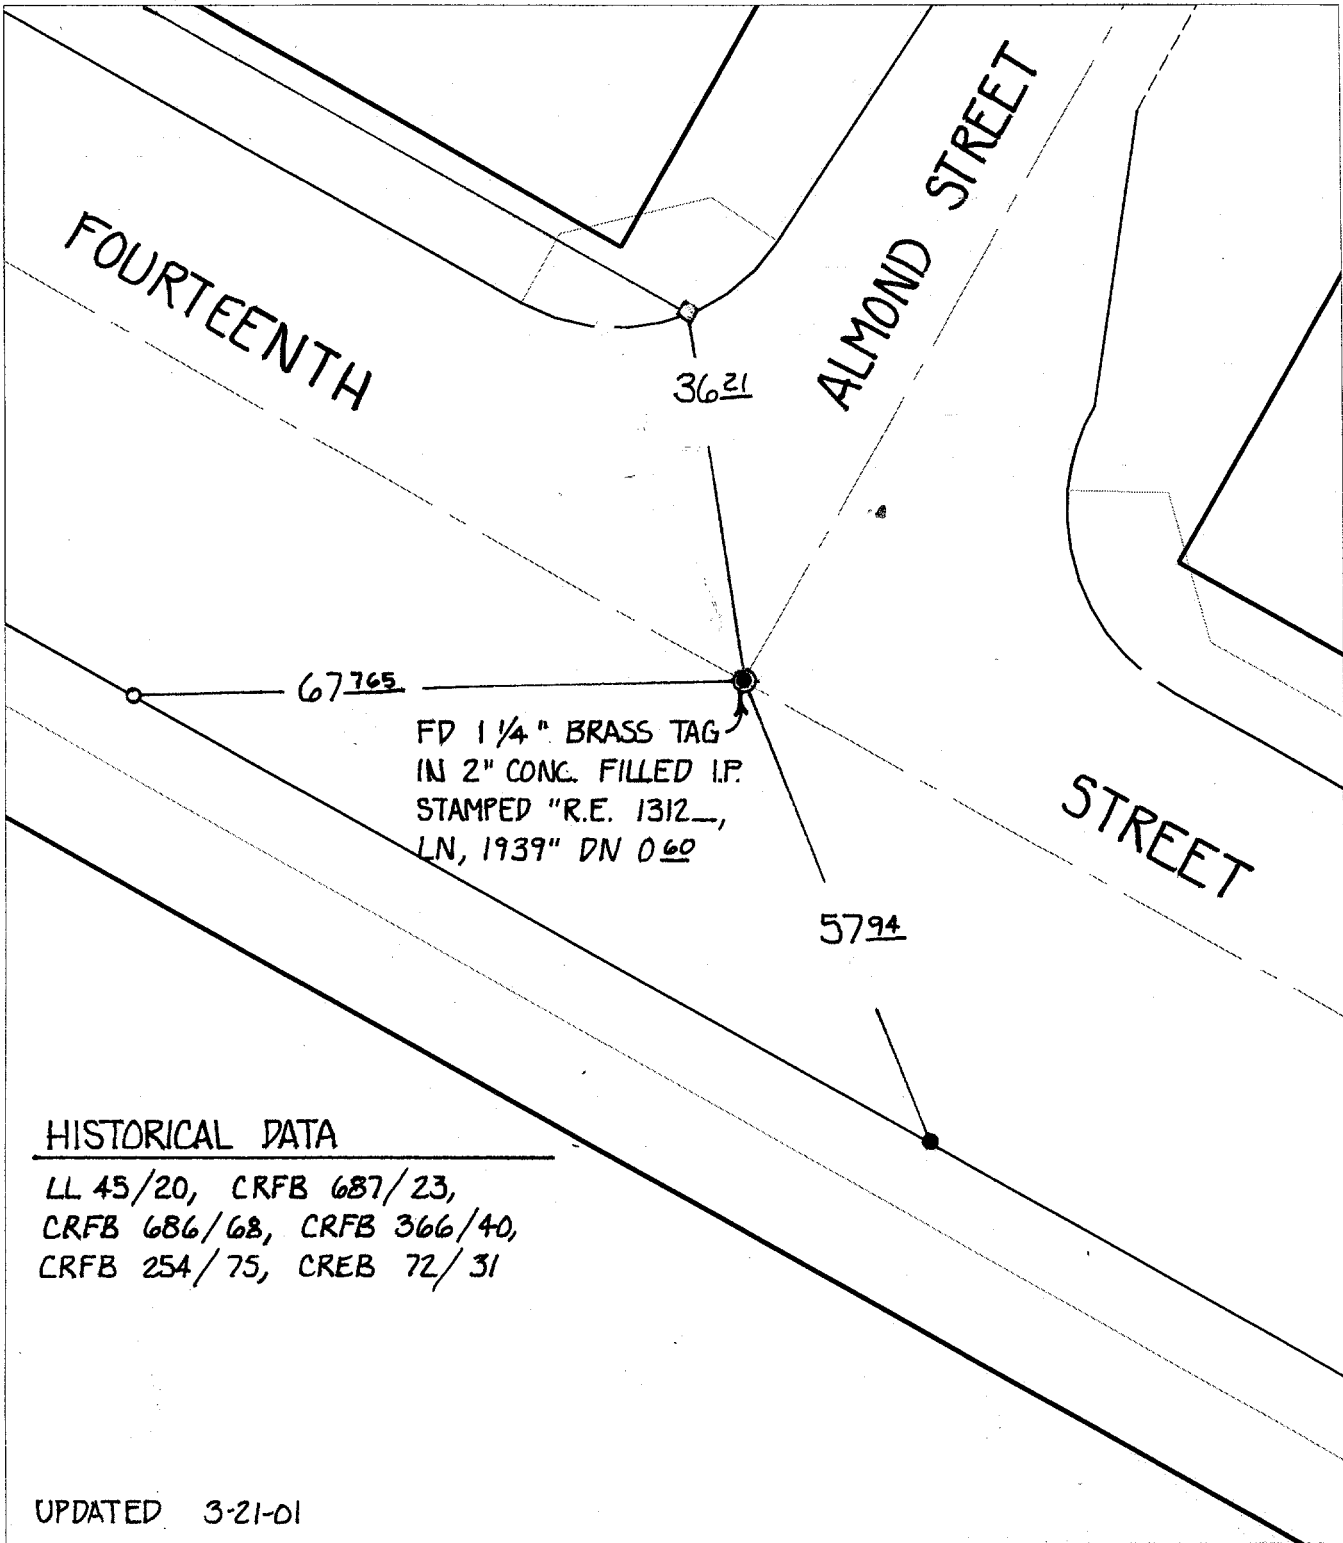 FOURTEENTH
ALMOND STREET
36 21
67 765
FD 1 1/4" BRASS TAG
IN 2" CONC. FILLED I.P.
STAMPED "R.E. 1312_,
LN, 1939" DN 0 60
STREET
57 94
HISTORICAL DATA
LL 45/20, CRFB 687/23,
CRFB 686/68, CRFB 366/40,
CRFB 254/75, CREB 72/31
UPDATED 3-21-01